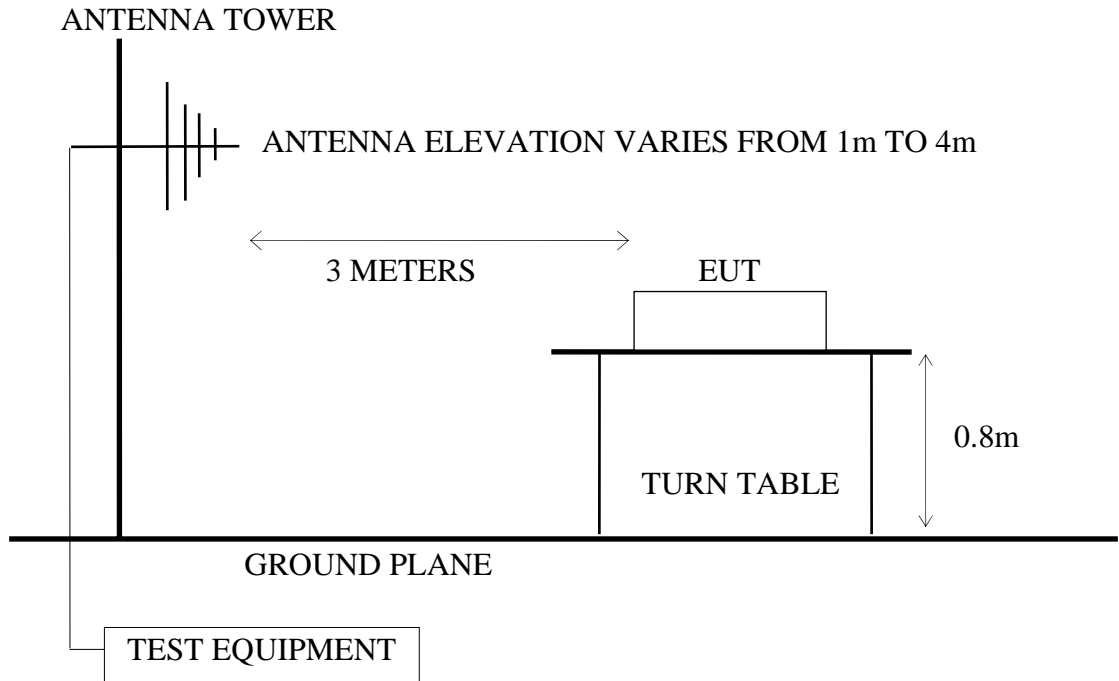 ANTENNA TOWER
ANTENNA ELEVATION VARIES FROM 1m TO 4m
3 METERS
EUT
0.8m
TURN TABLE
GROUND PLANE
TEST EQUIPMENT